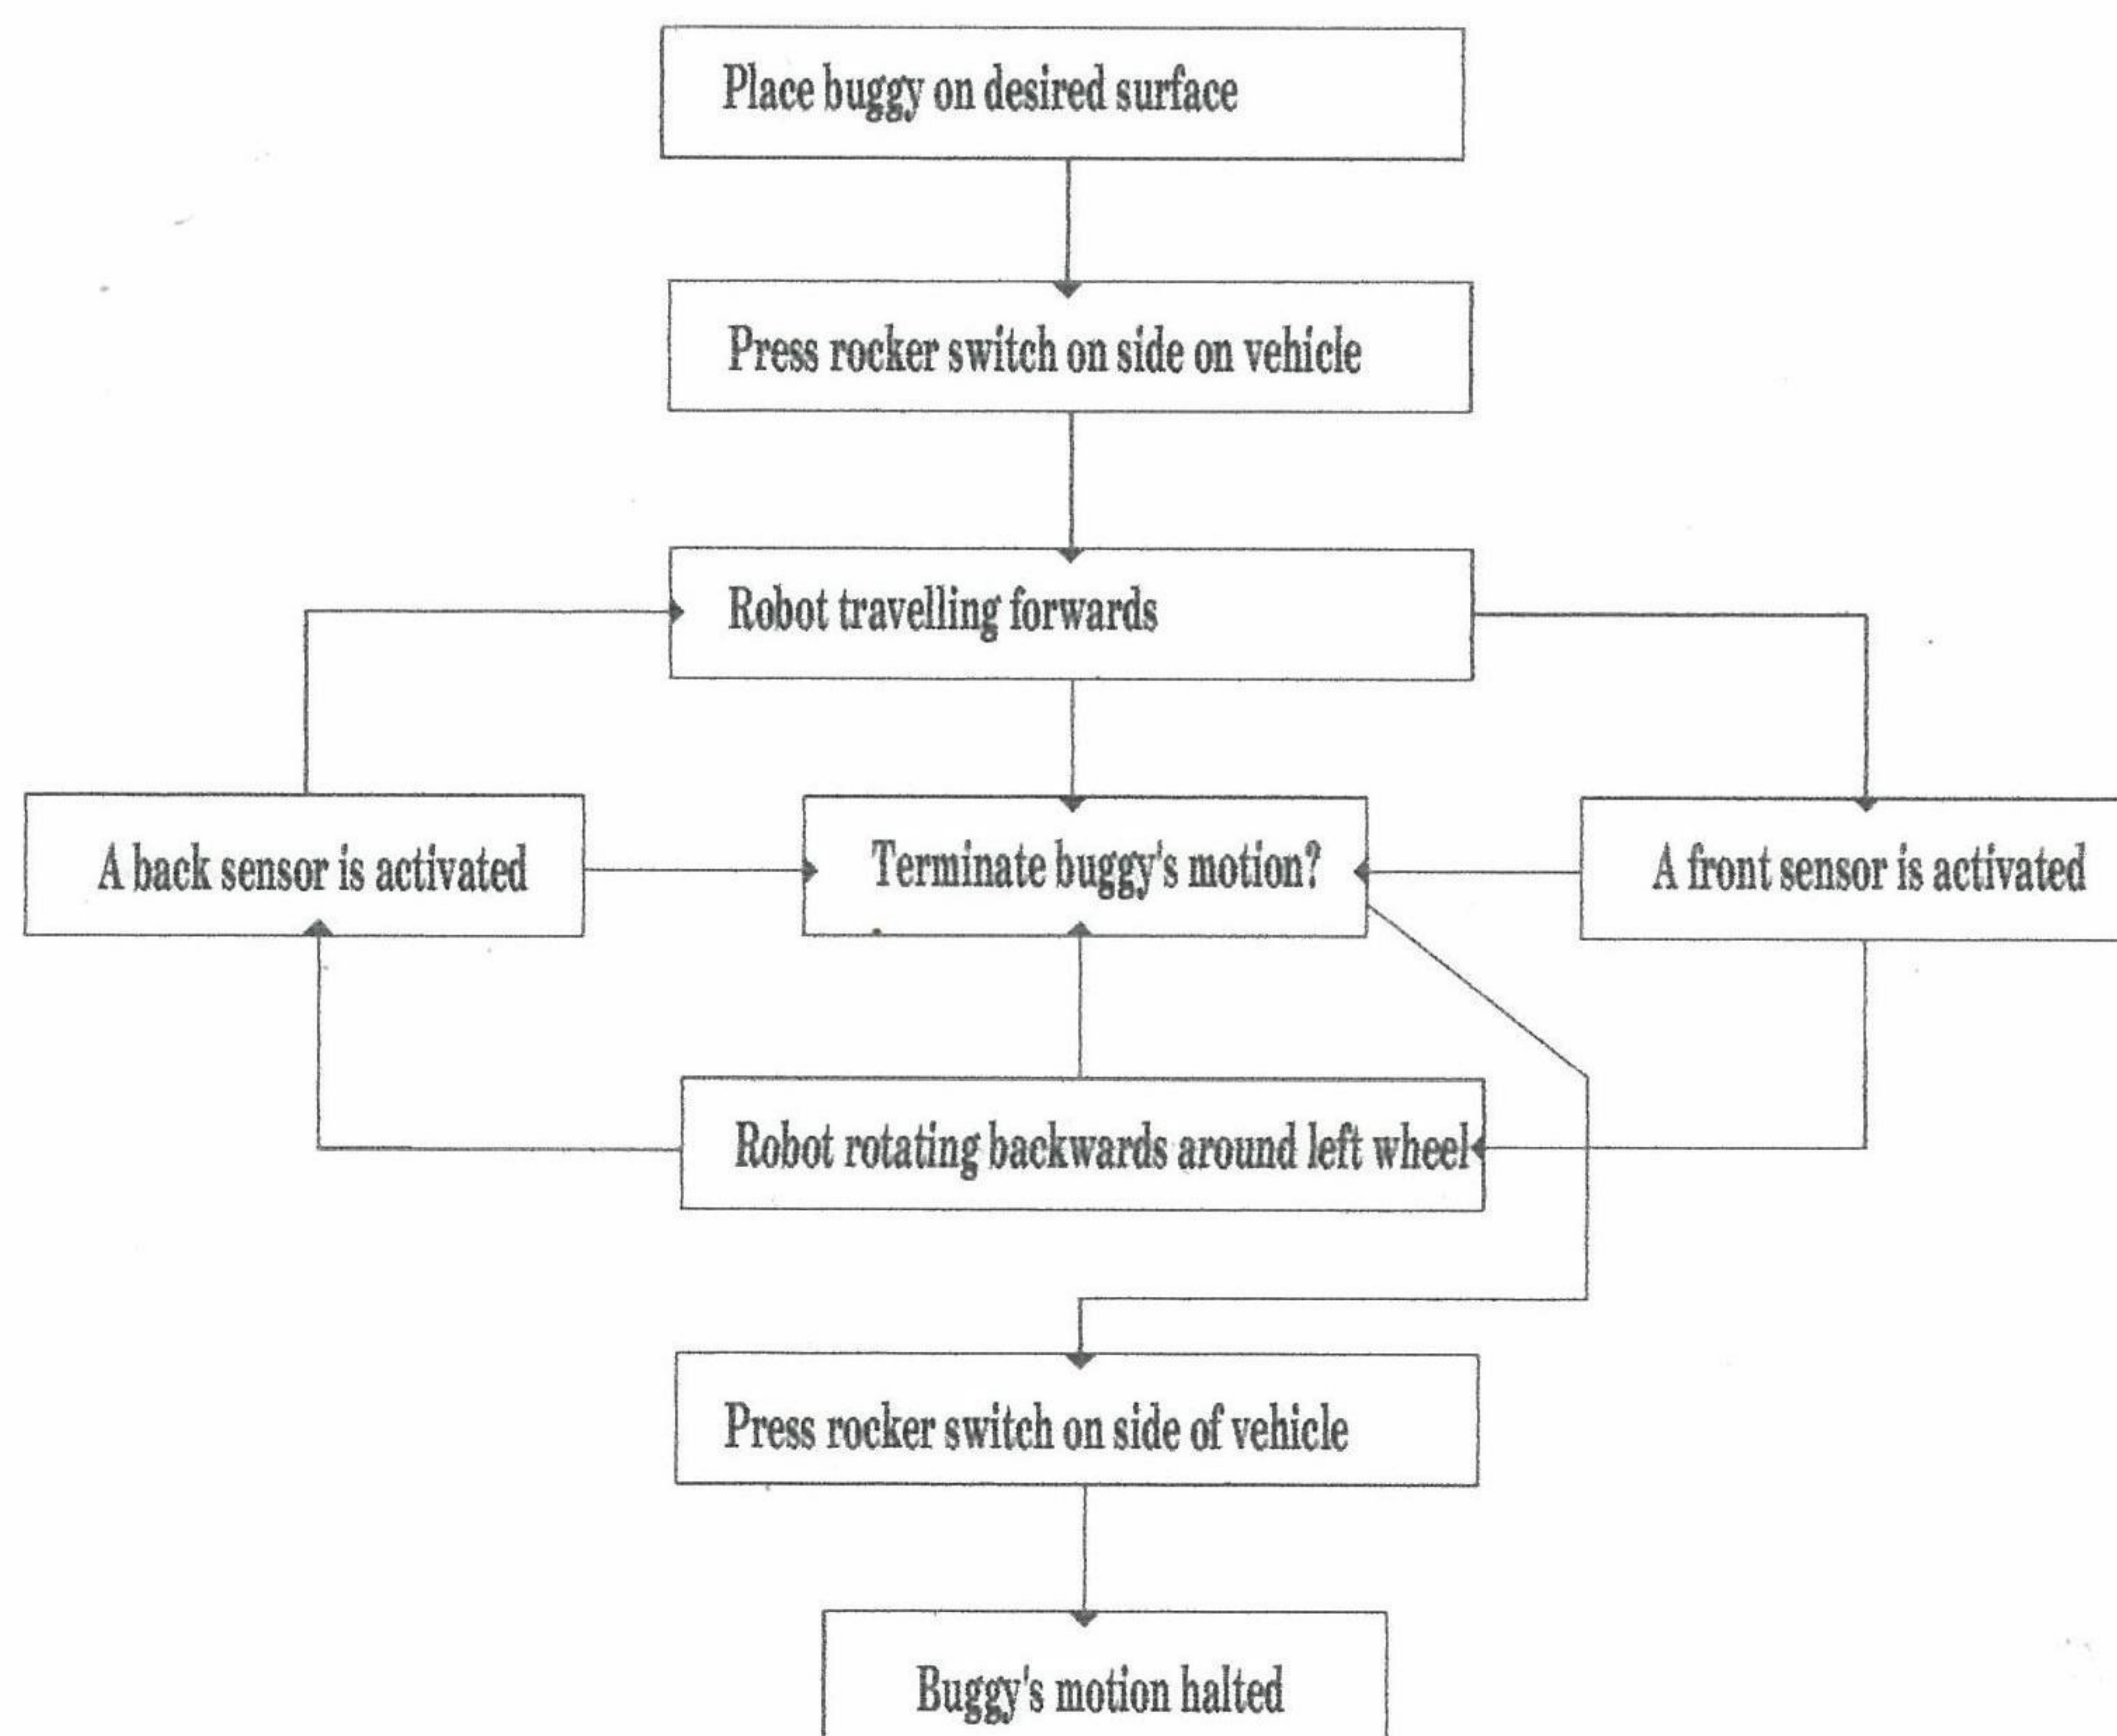 Place buggy on desired surface
Press rocker switch on side on vehicle
Robot travelling forwards
A back sensor is activated
Terminate buggy's motion?
A front sensor is activated
Robot rotating backwards around left wheel
Press rocker switch on side of vehicle
Buggy's motion halted